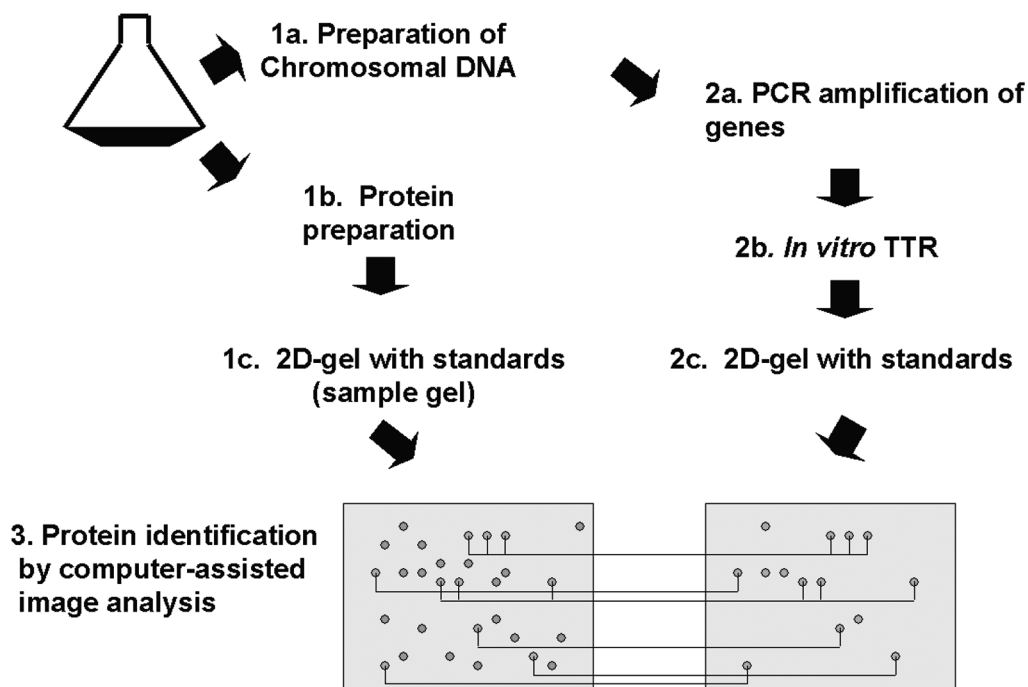 1a. Preparation of
Chromosomal DNA
2a. PCR amplification of
genes
1b. Protein
preparation
2b. In vitro TTR
1c. 2D-gel with standards
(sample gel)
2c. 2D-gel with standards
3. Protein identification
by computer-assisted
image analysis